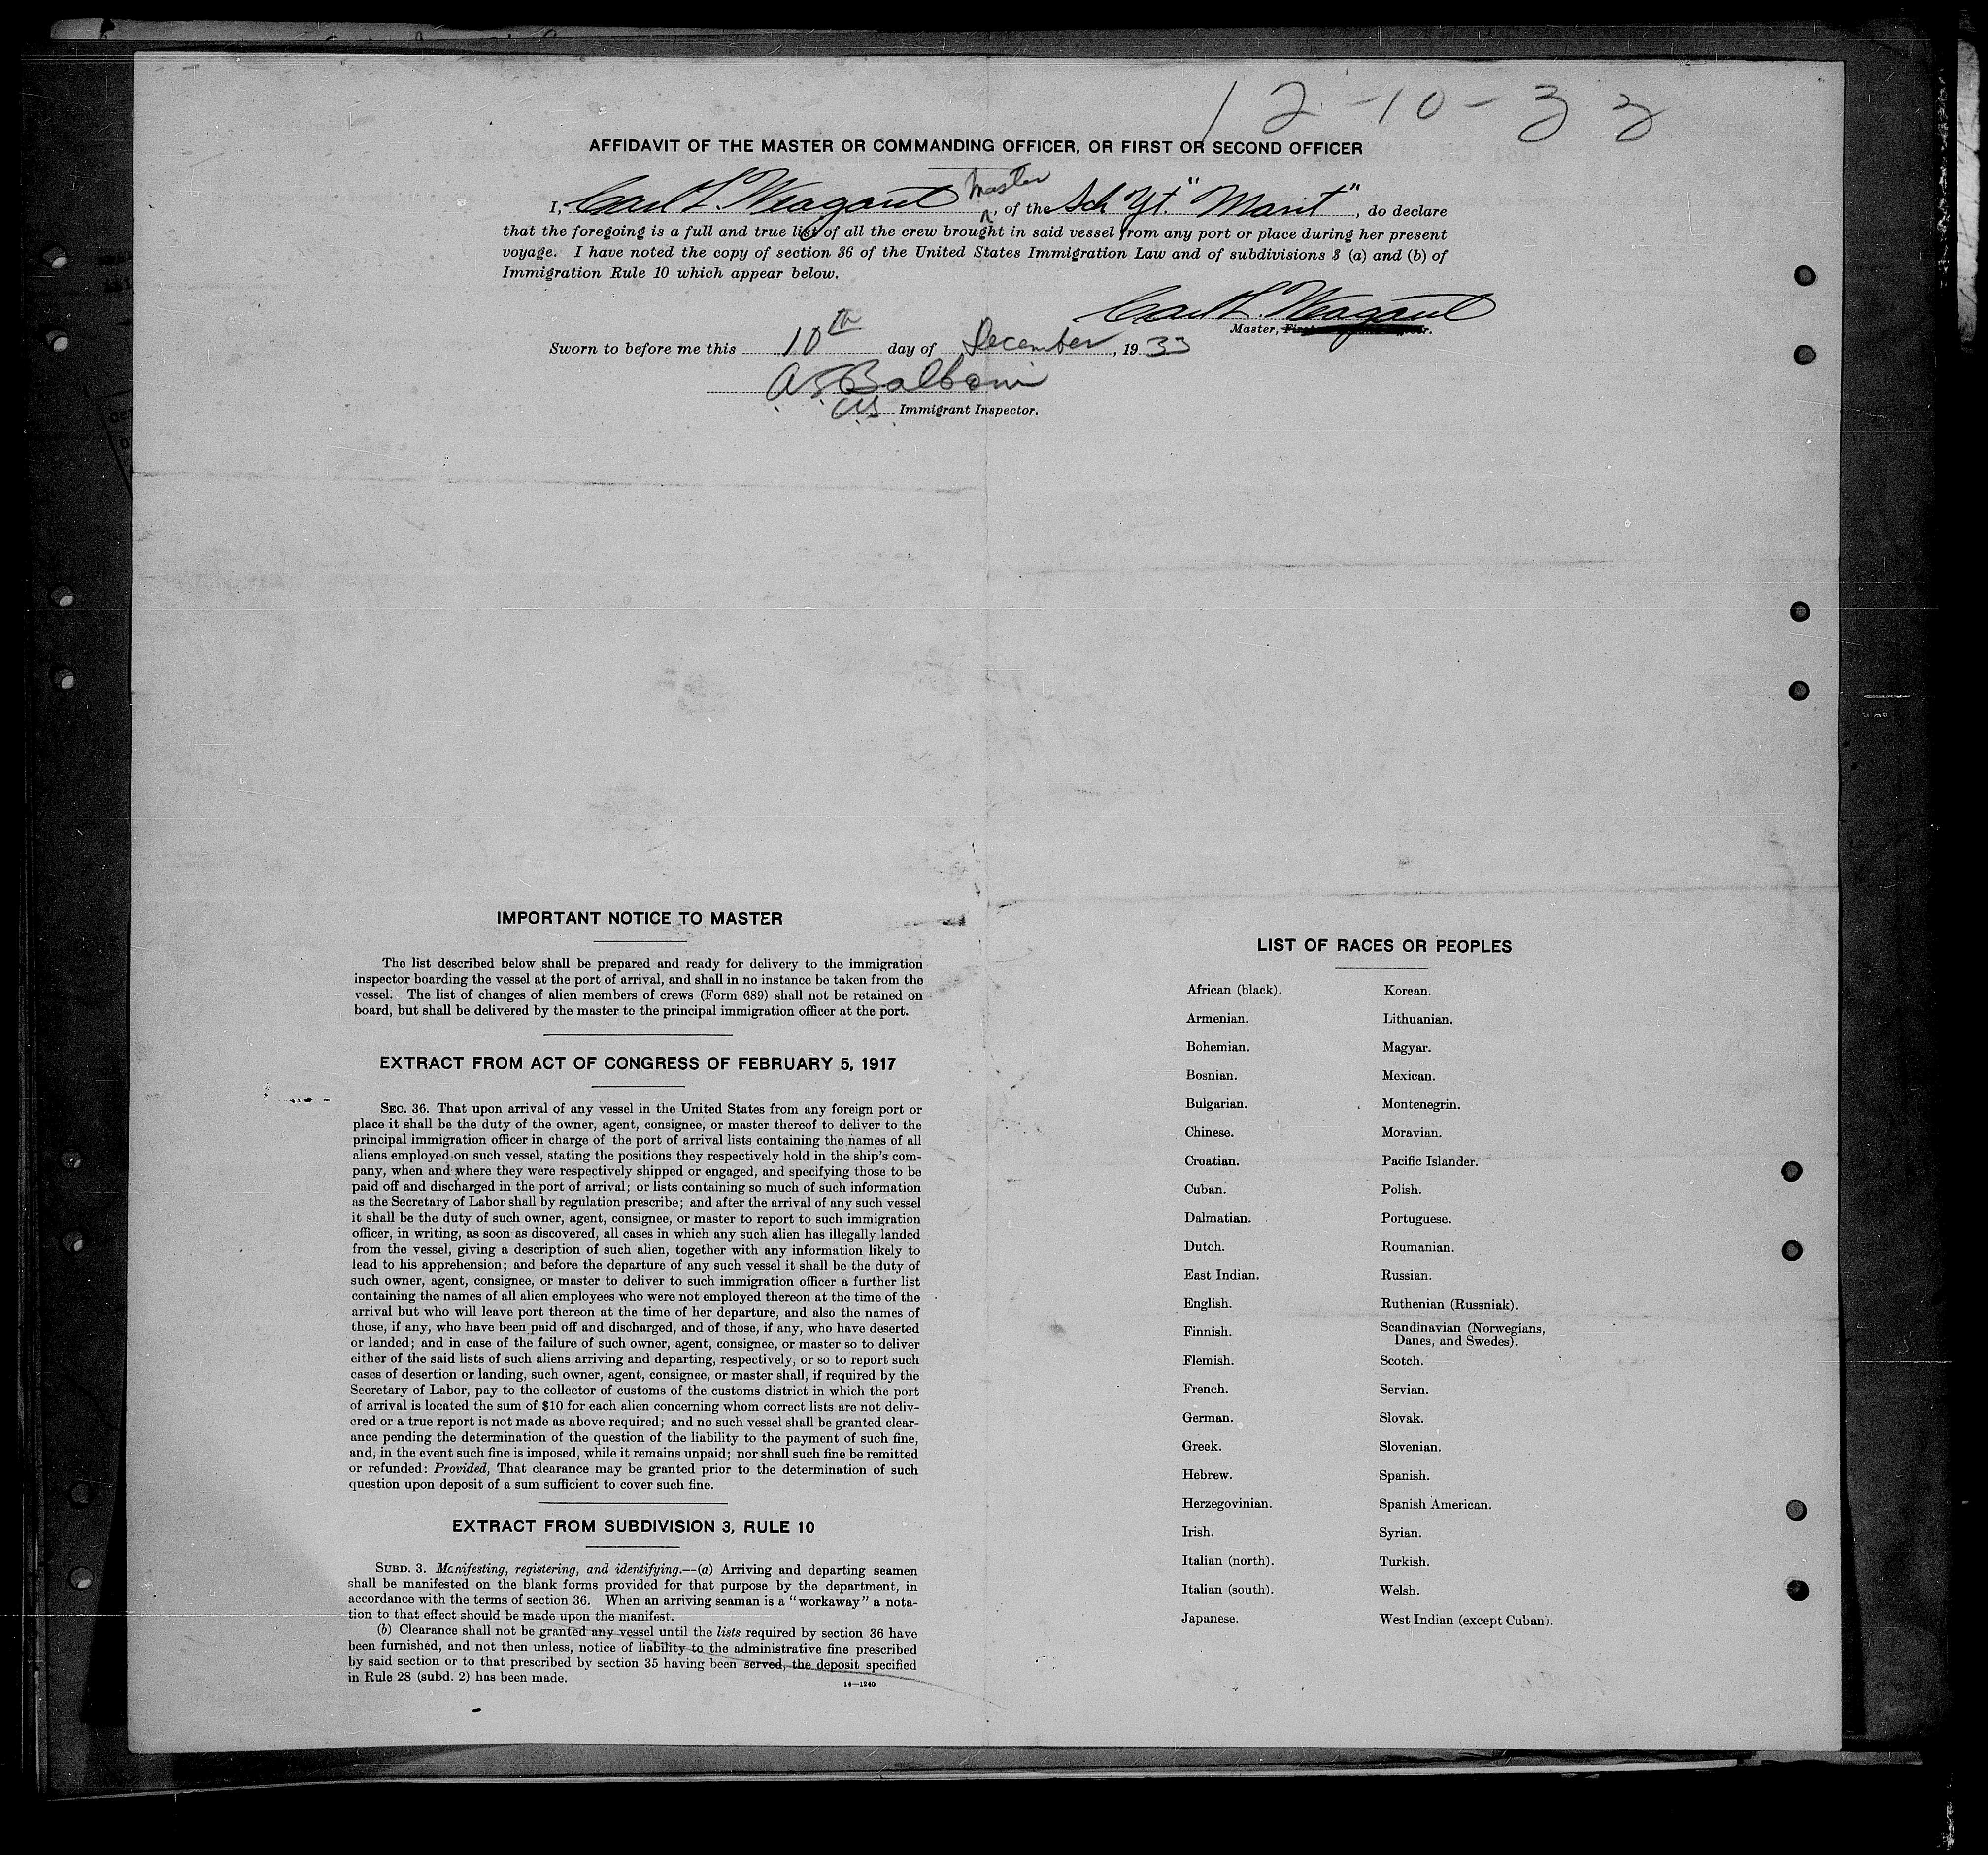 12-10-33
AFFIDAVIT OF THE MASTER OR COMMANDING OFFICER, OR FIRST OR SECOND OFFICER
I, Carl L. Weagant Master, of the Sch Yt. "Marit", do declare
that the foregoing is a full and true list of all the crew brought in said vessel from any port or place during her present
voyage. I have noted the copy of section 36 of the United States Immigration Law and of subdivisions 3 (a) and (b) of
Immigration Rule 10 which appear below.
Carl L. Weagant
Master, First or Second Officer.
Sworn to before me this 10th day of December, 1933
A S Balboni
US Immigrant Inspector.
IMPORTANT NOTICE TO MASTER
The list described below shall be prepared and ready for delivery to the immigration
inspector boarding the vessel at the port of arrival, and shall in no instance be taken from the
vessel. The list of changes of alien members of crews (Form 689) shall not be retained on
board, but shall be delivered by the master to the principal immigration officer at the port.
EXTRACT FROM ACT OF CONGRESS OF FEBRUARY 5, 1917
SEC. 36. That upon arrival of any vessel in the United States from any foreign port or
place it shall be the duty of the owner, agent, consignee, or master thereof to deliver to the
principal immigration officer in charge of the port of arrival lists containing the names of all
aliens employed on such vessel, stating the positions they respectively hold in the ship's com-
pany, when and where they were respectively shipped or engaged, and specifying those to be
paid off and discharged in the port of arrival; or lists containing so much of such information
as the Secretary of Labor shall by regulation prescribe; and after the arrival of any such vessel
it shall be the duty of such owner, agent, consignee, or master to report to such immigration
officer, in writing, as soon as discovered, all cases in which any such alien has illegally landed
from the vessel, giving a description of such alien, together with any information likely to
lead to his apprehension; and before the departure of any such vessel it shall be the duty of
such owner, agent, consignee, or master to deliver to such immigration officer a further list
containing the names of all alien employees who were not employed thereon at the time of the
arrival but who will leave port thereon at the time of her departure, and also the names of
those, if any, who have been paid off and discharged, and of those, if any, who have deserted
or landed; and in case of the failure of such owner, agent, consignee, or master so to deliver
either of the said lists of such aliens arriving and departing, respectively, or so to report such
cases of desertion or landing, such owner, agent, consignee, or master shall, if required by the
Secretary of Labor, pay to the collector of customs of the customs district in which the port
of arrival is located the sum of $10 for each alien concerning whom correct lists are not deliv-
ered or a true report is not made as above required; and no such vessel shall be granted clear-
ance pending the determination of the question of the liability to the payment of such fine,
and, in the event such fine is imposed, while it remains unpaid; nor shall such fine be remitted
or refunded: Provided, That clearance may be granted prior to the determination of such
question upon deposit of a sum sufficient to cover such fine.
EXTRACT FROM SUBDIVISION 3, RULE 10
SUBD. 3. Manifesting, registering, and identifying.—(a) Arriving and departing seamen
shall be manifested on the blank forms provided for that purpose by the department, in
accordance with the terms of section 36. When an arriving seaman is a "workaway" a nota-
tion to that effect should be made upon the manifest.
(b) Clearance shall not be granted any vessel until the lists required by section 36 have
been furnished, and not then unless, notice of liability to the administrative fine prescribed
by said section or to that prescribed by section 35 having been served, the deposit specified
in Rule 28 (subd. 2) has been made.
14—1240
LIST OF RACES OR PEOPLES
African (black).
Armenian.
Bohemian.
Bosnian.
Bulgarian.
Chinese.
Croatian.
Cuban.
Dalmatian.
Dutch.
East Indian.
English.
Finnish.
Flemish.
French.
German.
Greek.
Hebrew.
Herzegovinian.
Irish.
Italian (north).
Italian (south).
Japanese.
Korean.
Lithuanian.
Magyar.
Mexican.
Montenegrin.
Moravian.
Pacific Islander.
Polish.
Portuguese.
Roumanian.
Russian.
Ruthenian (Russniak).
Scandinavian (Norwegians,
Danes, and Swedes).
Scotch.
Servian.
Slovak.
Slovenian.
Spanish.
Spanish American.
Syrian.
Turkish.
Welsh.
West Indian (except Cuban).